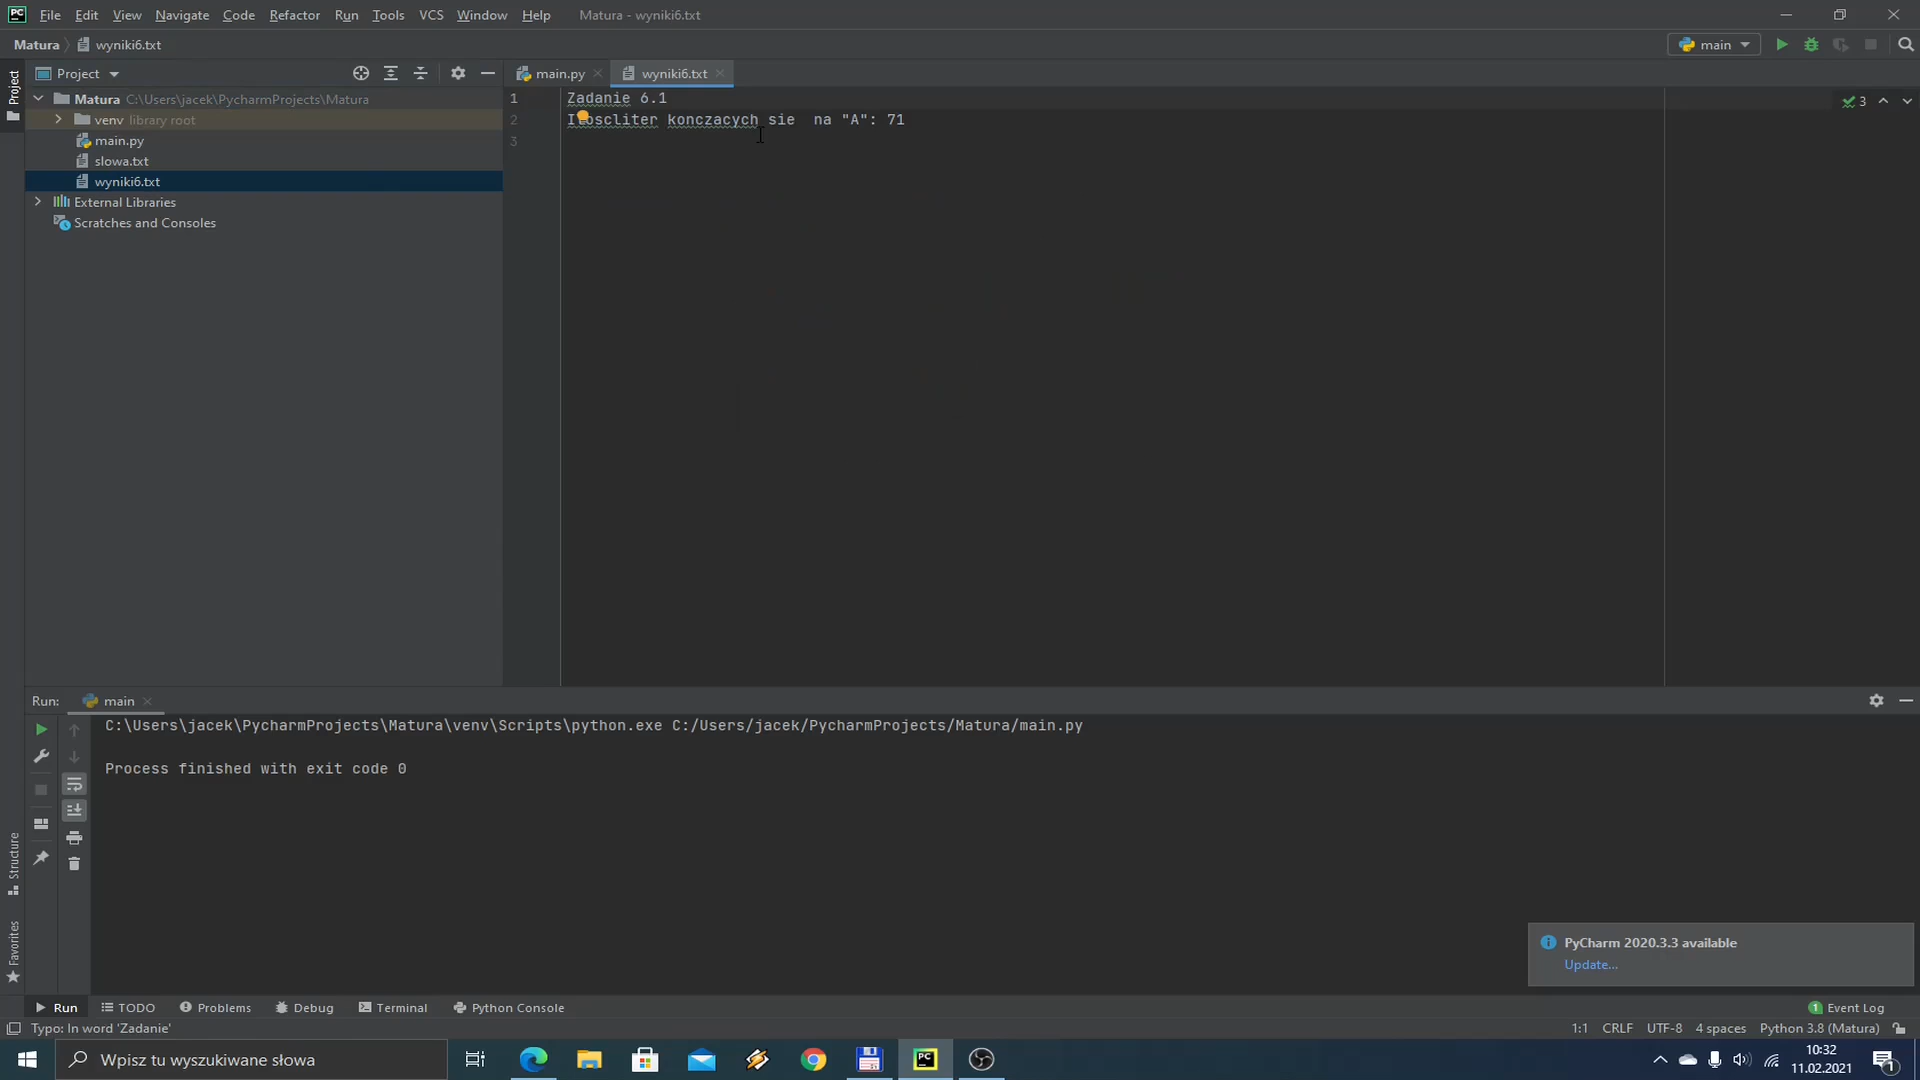 File Edit View Navigate Code Refactor Run Tools VCS Window Help Matura - wyniki6.txt
Matura wyniki6.txt main
Project
Project main.py wyniki6.txt
Matura C:\Users\jacek\PycharmProjects\Matura
venv library root
main.py
slowa.txt
wyniki6.txt
External Libraries
Scratches and Consoles
1 Zadanie 6.1
2 Iloscliter konczacych sie  na "A": 71
3
3
Run: main
C:\Users\jacek\PycharmProjects\Matura\venv\Scripts\python.exe C:/Users/jacek/PycharmProjects/Matura/main.py
Process finished with exit code 0
Structure
Favorites
PyCharm 2020.3.3 available
Update...
Run TODO Problems Debug Terminal Python Console 1 Event Log
Typo: In word 'Zadanie' 1:1 CRLF UTF-8 4 spaces Python 3.8 (Matura)
Wpisz tu wyszukiwane słowa
10:32
11.02.2021
1